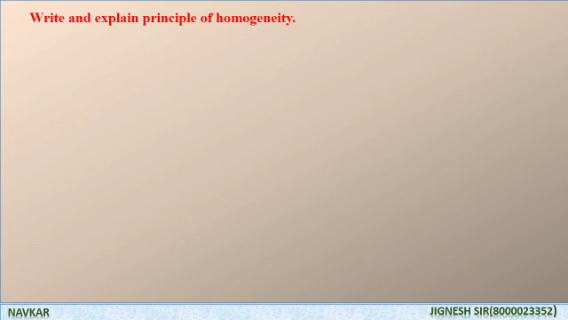 Write and explain principle of homogeneity.
NAVKAR
JIGNESH SIR(8000023352)